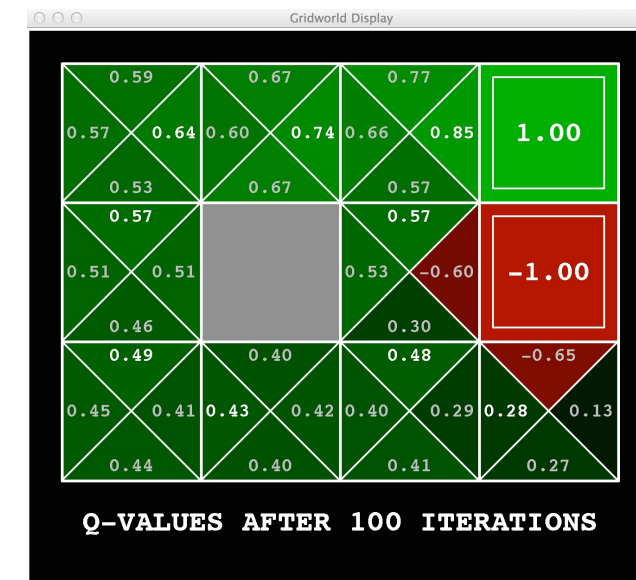 Gridworld Display
0.59 0.67 0.77
0.57 0.64 0.60 0.74 0.66 0.85 1.00
0.53 0.67 0.57
0.57 0.57
0.51 0.51 0.53 -0.60 -1.00
0.46 0.30
0.49 0.40 0.48 -0.65
0.45 0.41 0.43 0.42 0.40 0.29 0.28 0.13
0.44 0.40 0.41 0.27
Q-VALUES AFTER 100 ITERATIONS